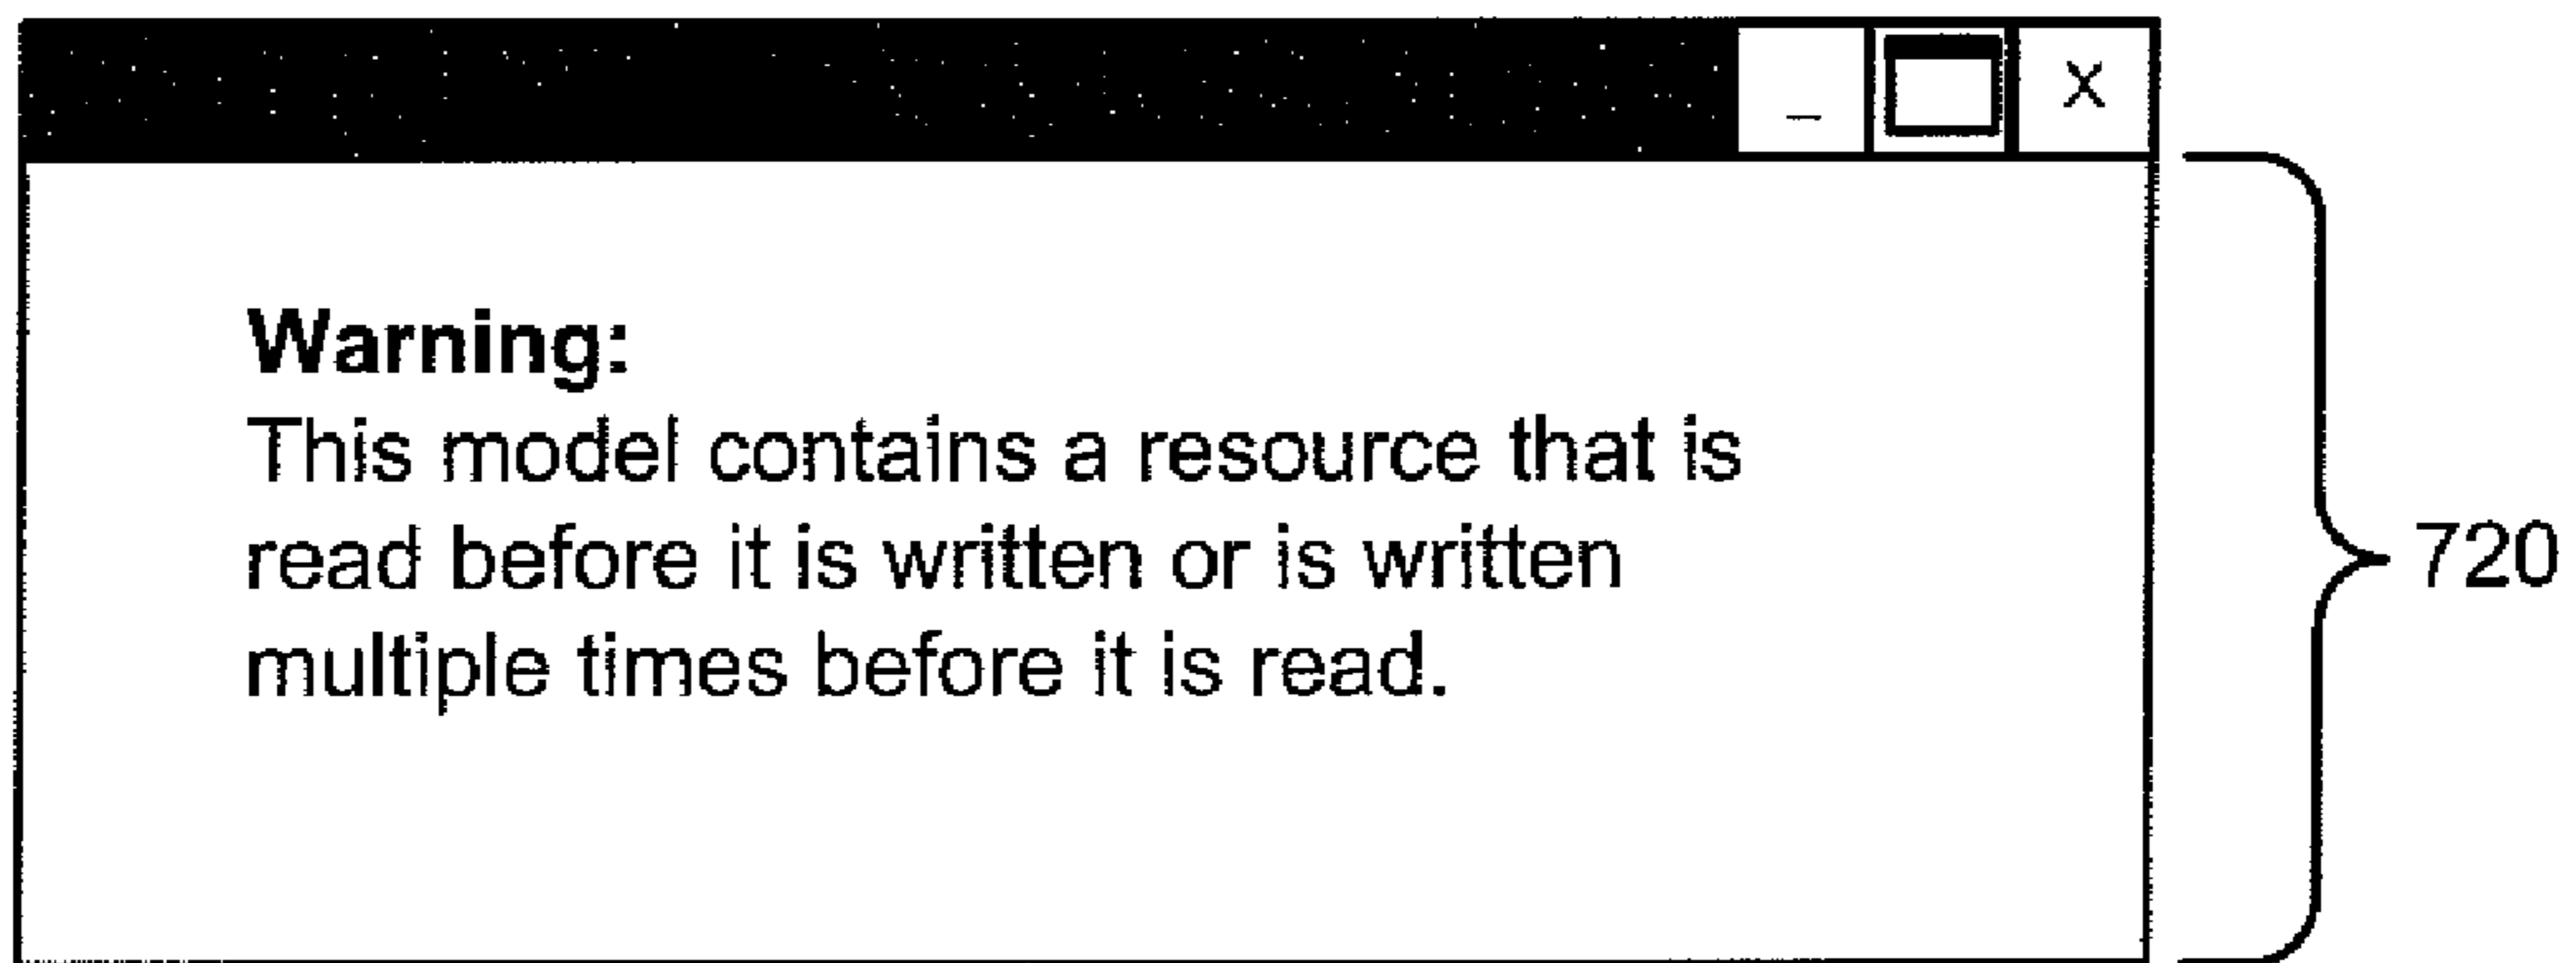 _ X
Warning:
This model contains a resource that is
read before it is written or is written
multiple times before it is read.
720